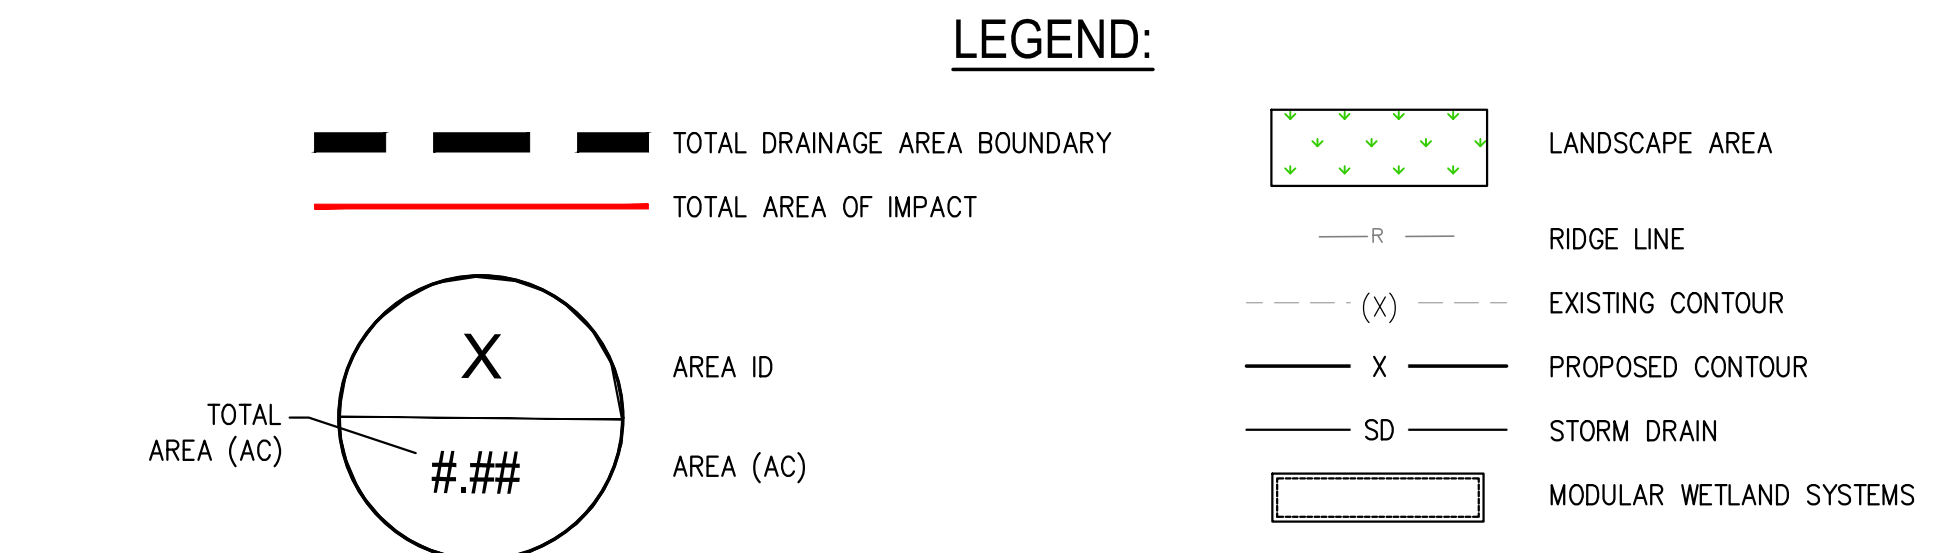 LEGEND:
TOTAL DRAINAGE AREA BOUNDARY
TOTAL AREA OF IMPACT
X
AREA ID
TOTAL
AREA (AC)
#.##
AREA (AC)
LANDSCAPE AREA
R
RIDGE LINE
(X)
EXISTING CONTOUR
X
PROPOSED CONTOUR
SD
STORM DRAIN
MODULAR WETLAND SYSTEMS